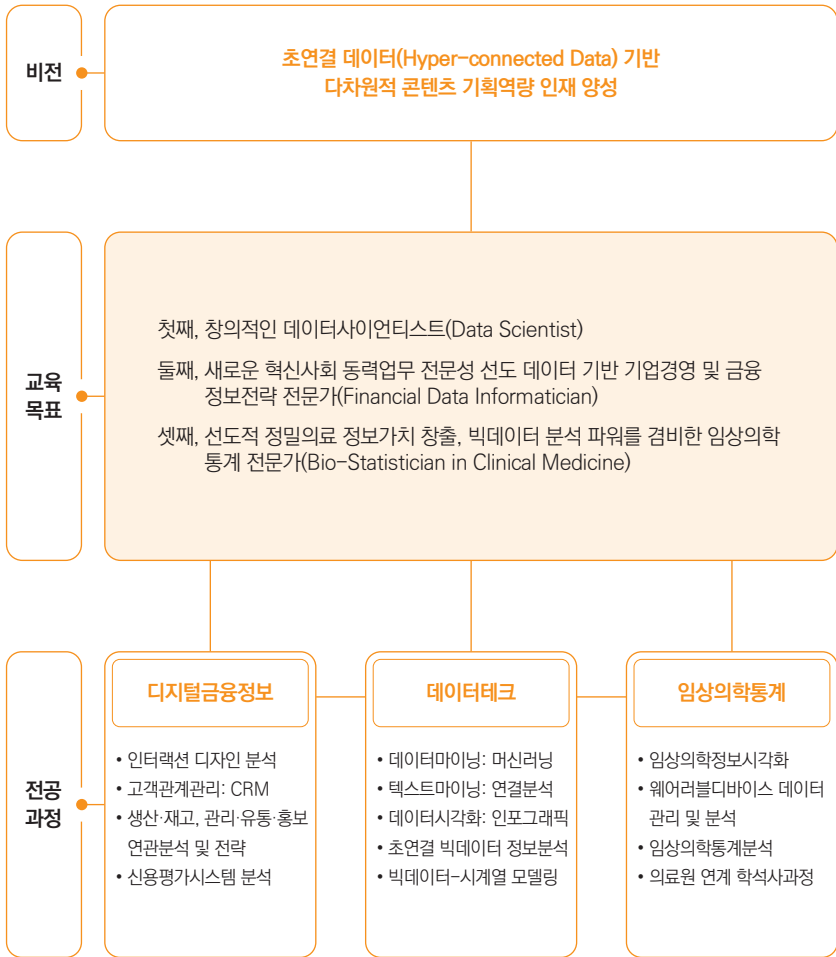 비전
초연결 데이터(Hyper-connected Data) 기반
다차원적 콘텐츠 기획역량 인재 양성
교육
목표
첫째, 창의적인 데이터사이언티스트(Data Scientist)
둘째, 새로운 혁신사회 동력업무 전문성 선도 데이터 기반 기업경영 및 금융
정보전략 전문가(Financial Data Informatician)
셋째, 선도적 정밀의료 정보가치 창출, 빅데이터 분석 파워를 겸비한 임상의학
통계 전문가(Bio-Statistician in Clinical Medicine)
전공
과정
디지털금융정보
• 인터랙션 디자인 분석
• 고객관계관리: CRM
• 생산·재고, 관리·유통·홍보
연관분석 및 전략
• 신용평가시스템 분석
데이터테크
• 데이터마이닝: 머신러닝
• 텍스트마이닝: 연결분석
• 데이터시각화: 인포그래픽
• 초연결 빅데이터 정보분석
• 빅데이터-시계열 모델링
임상의학통계
• 임상의학정보시각화
• 웨어러블디바이스 데이터
관리 및 분석
• 임상의학통계분석
• 의료원 연계 학석사과정